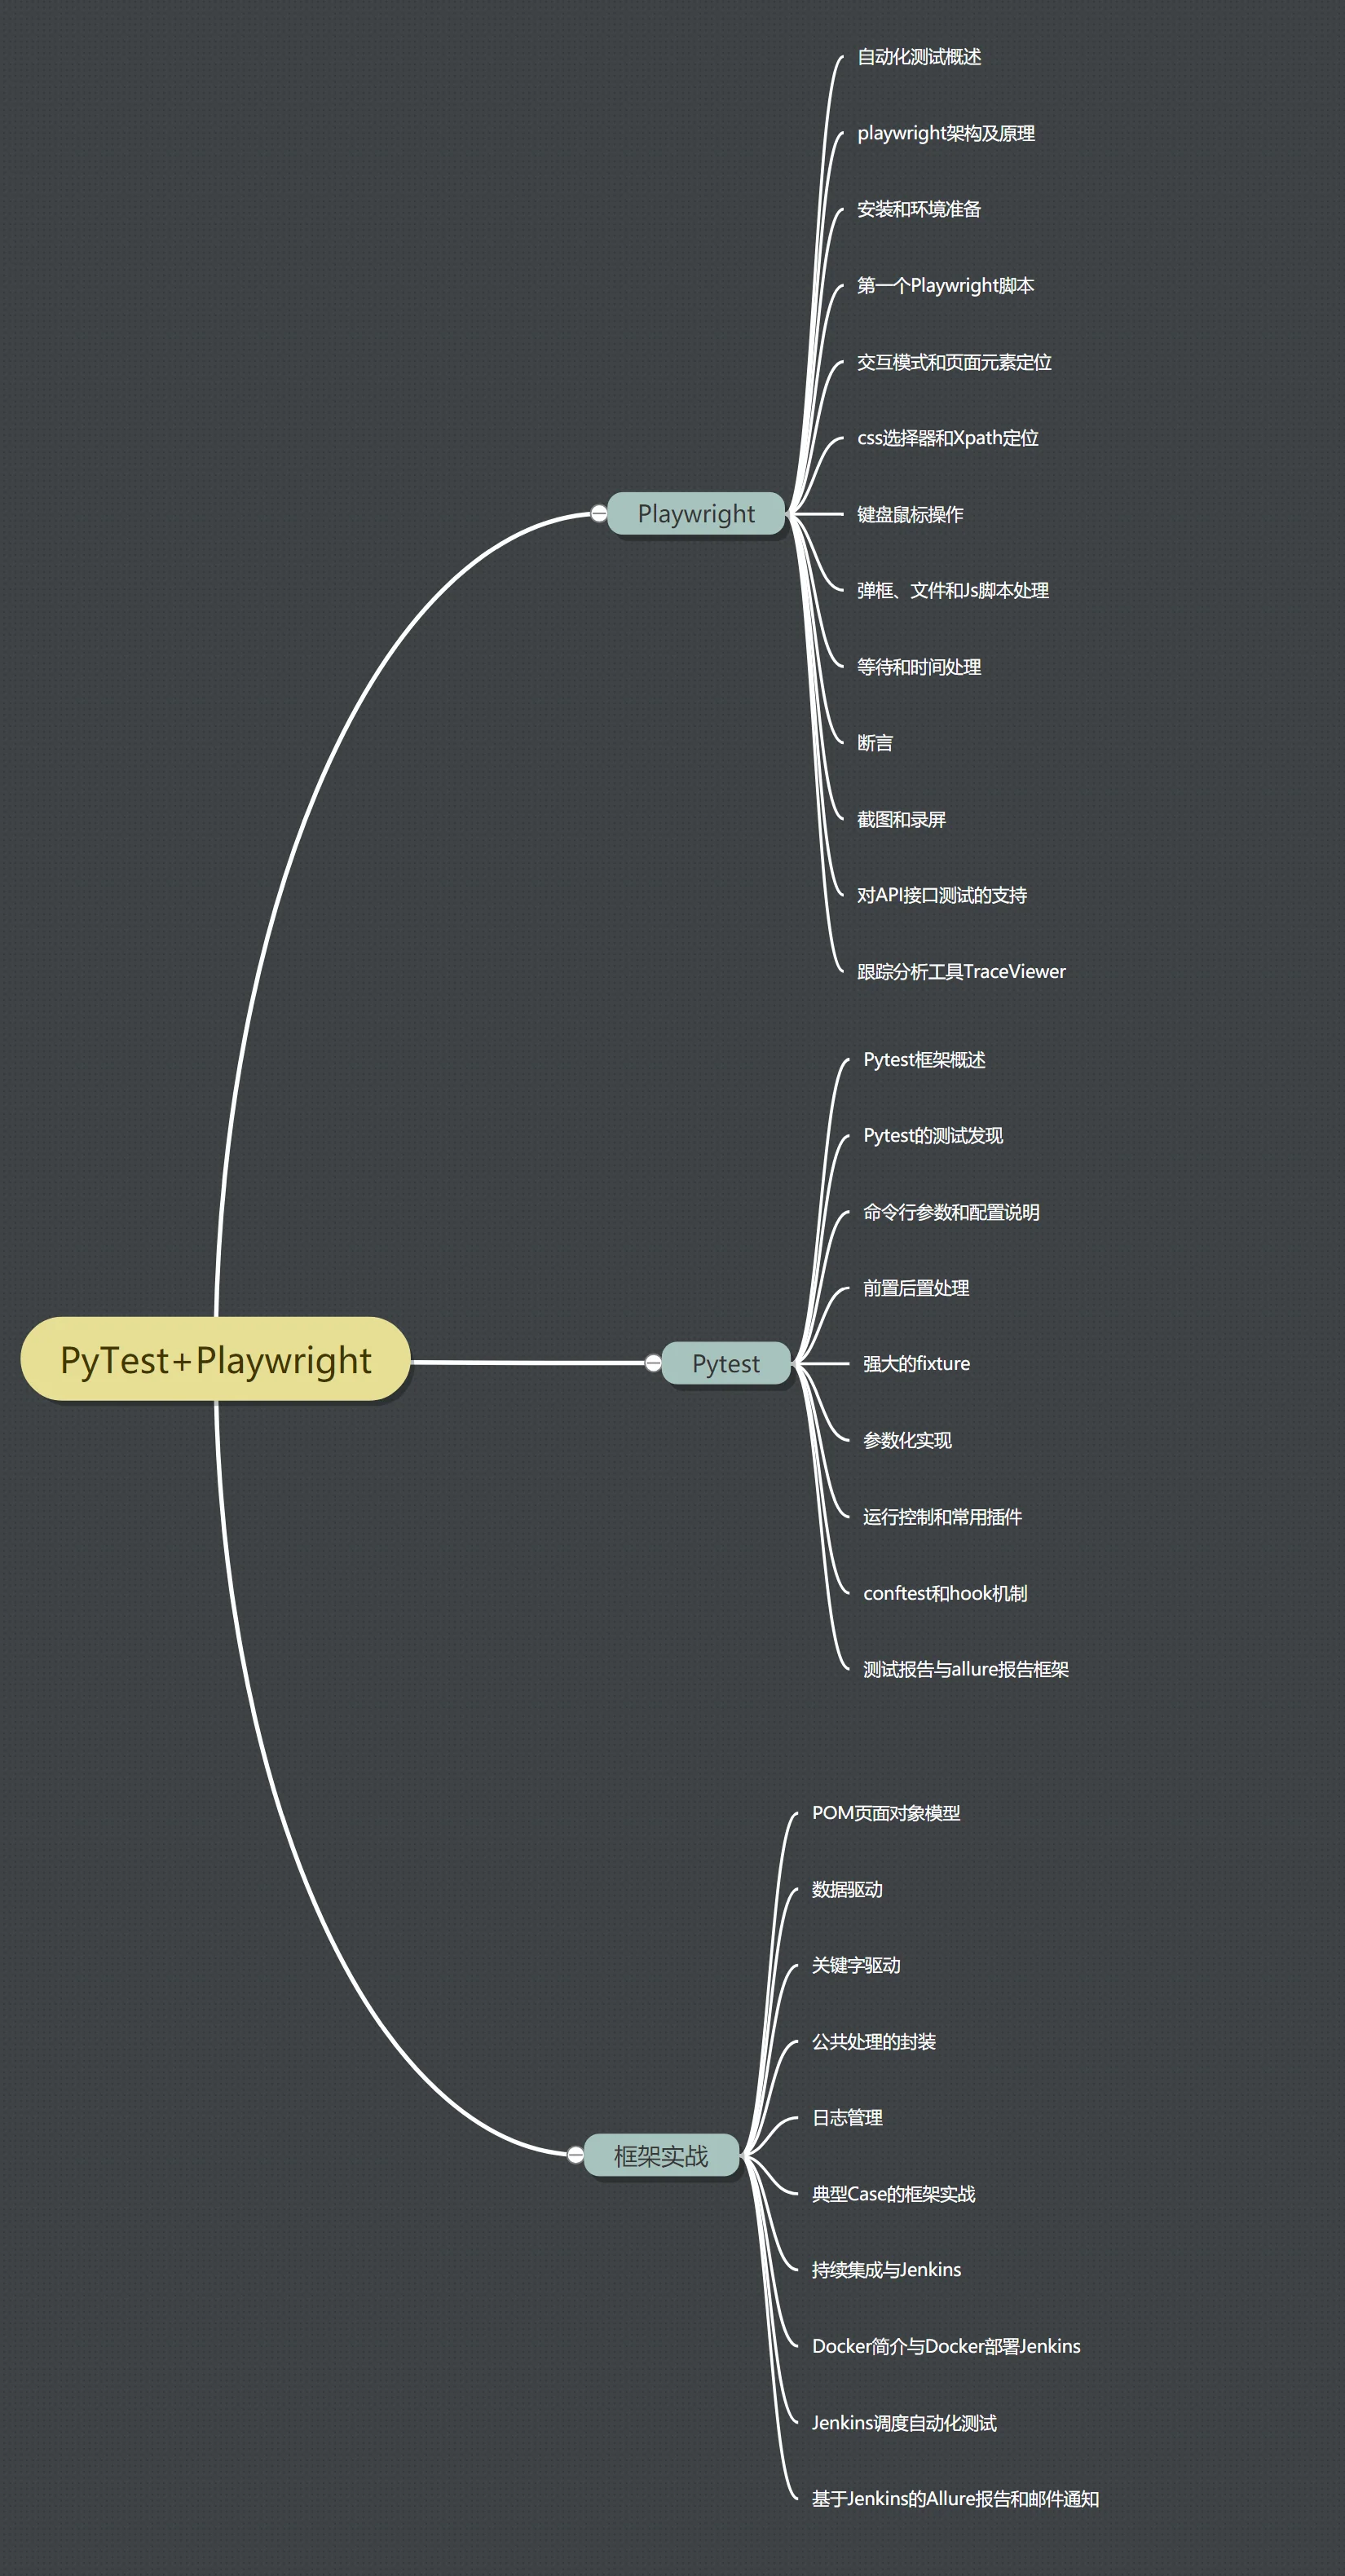 自动化测试概述
playwright架构及原理
安装和环境准备
第一个Playwright脚本
交互模式和页面元素定位
css选择器和Xpath定位
Playwright
键盘鼠标操作
弹框、文件和Js脚本处理
等待和时间处理
断言
截图和录屏
对API接口测试的支持
跟踪分析工具TraceViewer
Pytest框架概述
Pytest的测试发现
命令行参数和配置说明
前置后置处理
PyTest+Playwright
Pytest
强大的fixture
参数化实现
运行控制和常用插件
conftest和hook机制
测试报告与allure报告框架
POM页面对象模型
数据驱动
关键字驱动
公共处理的封装
日志管理
框架实战
典型Case的框架实战
持续集成与Jenkins
Docker简介与Docker部署Jenkins
Jenkins调度自动化测试
基于Jenkins的Allure报告和邮件通知